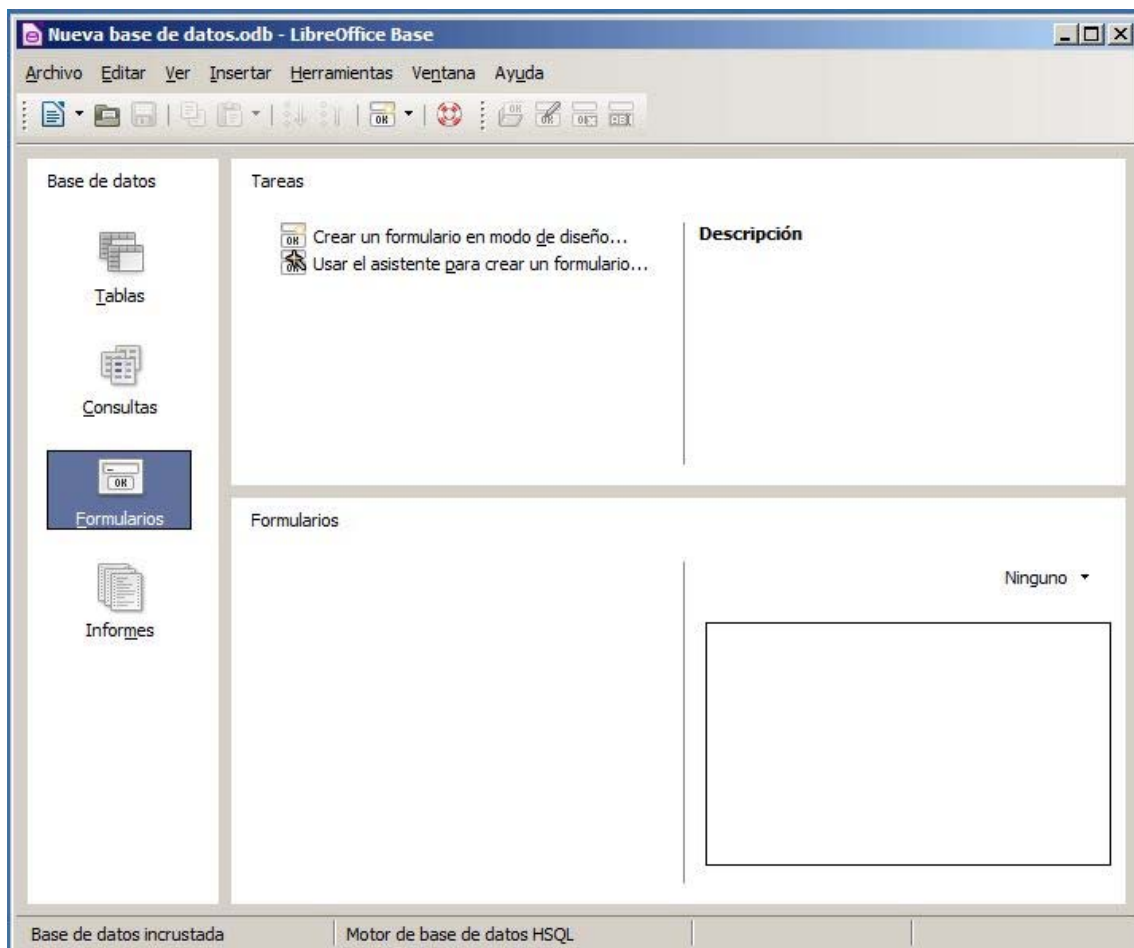 Nueva base de datos.odb - LibreOffice Base
Archivo Editar Ver Insertar Herramientas Ventana Ayuda
Base de datos
Tablas
Consultas
Formularios
Informes
Tareas
Crear un formulario en modo de diseño...
Usar el asistente para crear un formulario...
Descripción
Formularios
Ninguno
Base de datos incrustada
Motor de base de datos HSQL